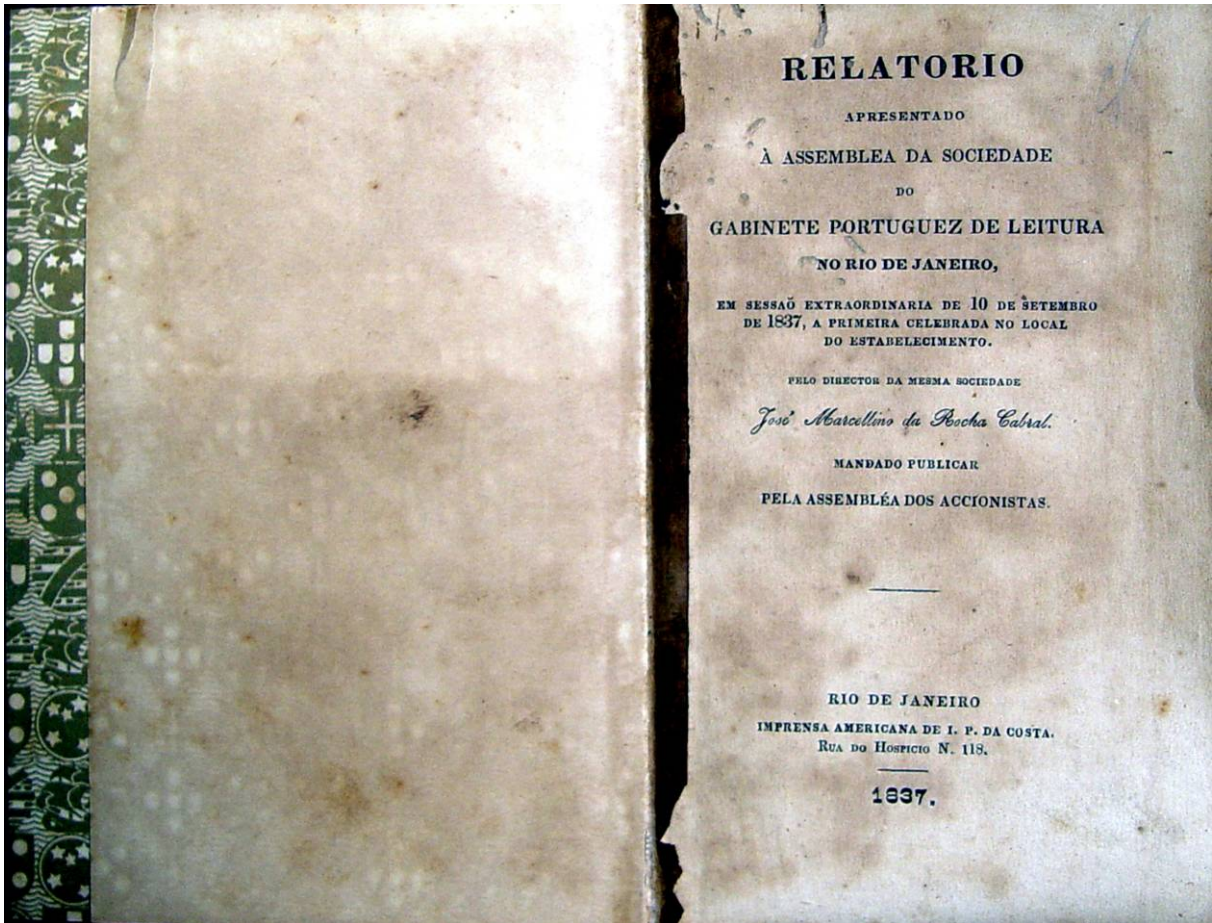 RELATORIO
APRESENTADO
À ASSEMBLEA DA SOCIEDADE
DO
GABINETE PORTUGUEZ DE LEITURA
NO RIO DE JANEIRO,
EM SESSAÕ EXTRAORDINARIA DE 10 DE SETEMBRO
DE 1837, A PRIMEIRA CELEBRADA NO LOCAL
DO ESTABELECIMENTO.
PELO DIRECTOR DA MESMA SOCIEDADE
José Marcellino da Rocha Cabral.
MANDADO PUBLICAR
PELA ASSEMBLÉA DOS ACCIONISTAS.
RIO DE JANEIRO
IMPRENSA AMERICANA DE I. P. DA COSTA.
RUA DO HOSPICIO N. 118.
1837.